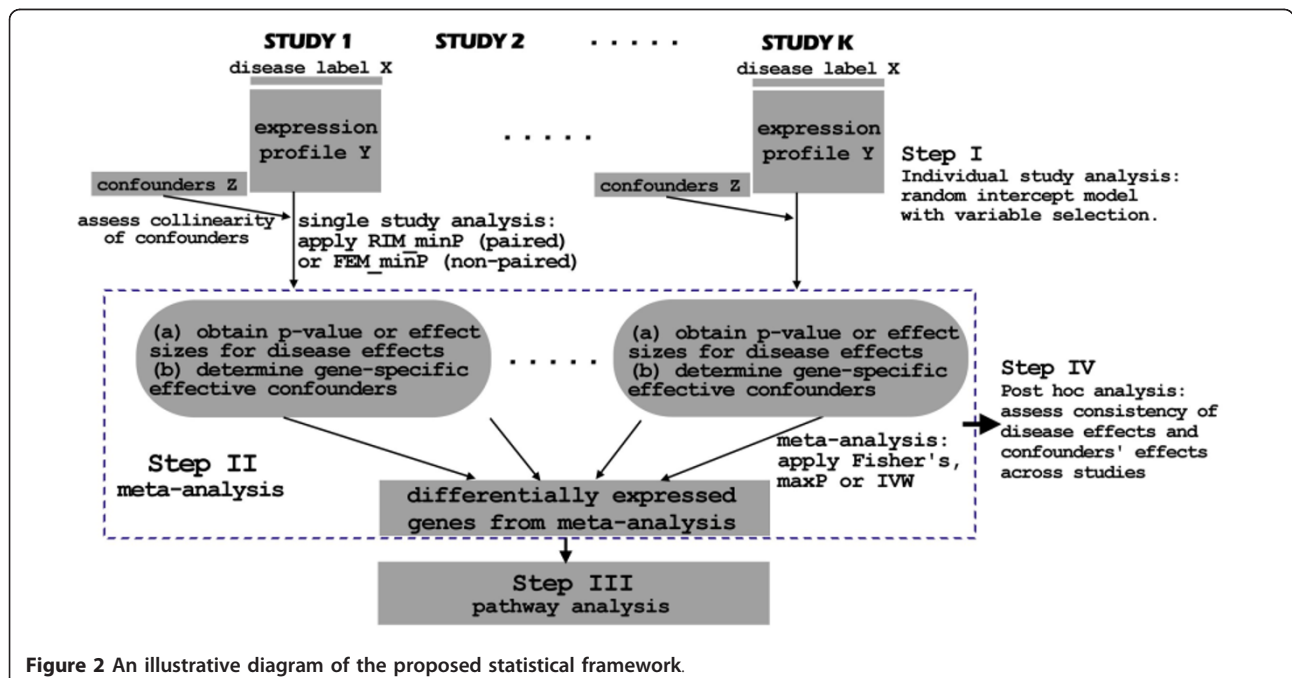 STUDY 1 STUDY 2 . . . . . STUDY K
disease label X
disease label X
expression
profile Y
. . . . .
expression
profile Y
confounders Z
confounders Z
Step I
Individual study analysis:
random intercept model
with variable selection.
assess collinearity
of confounders
single study analysis:
apply RIM_minP (paired)
or FEM_minP (non-paired)
(a) obtain p-value or effect
sizes for disease effects
(b) determine gene-specific
effective confounders
. . . . .
(a) obtain p-value or effect
sizes for disease effects
(b) determine gene-specific
effective confounders
Step IV
Post hoc analysis:
assess consistency of
disease effects and
confounders' effects
across studies
Step II
meta-analysis
meta-analysis:
apply Fisher's,
maxP or IVW
differentially expressed
genes from meta-analysis
Step III
pathway analysis
Figure 2 An illustrative diagram of the proposed statistical framework.